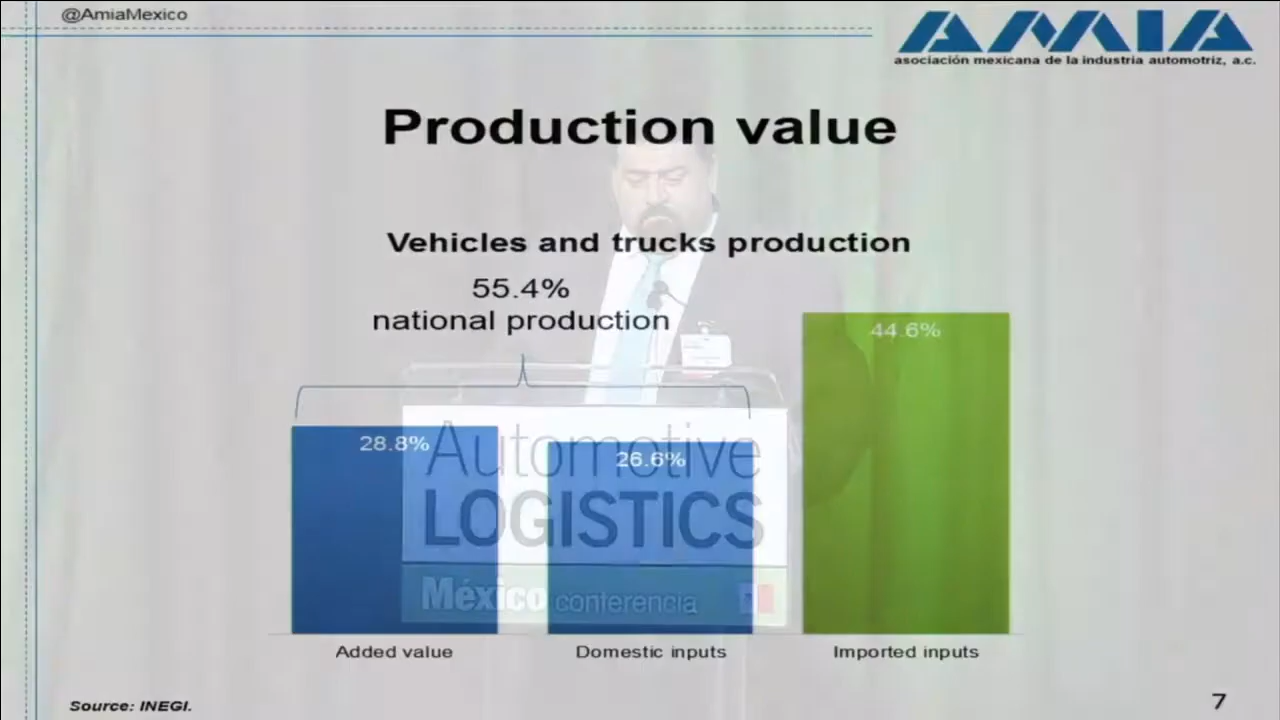 @AmiaMexico
AMIA
asociación mexicana de la industria automotriz, a.c.
Production value
Vehicles and trucks production
55.4%
national production
44.6%
28.8%
26.6%
Automotive
LOGISTICS
México conferencia
Added value
Domestic inputs
Imported inputs
Source: INEGI.
7